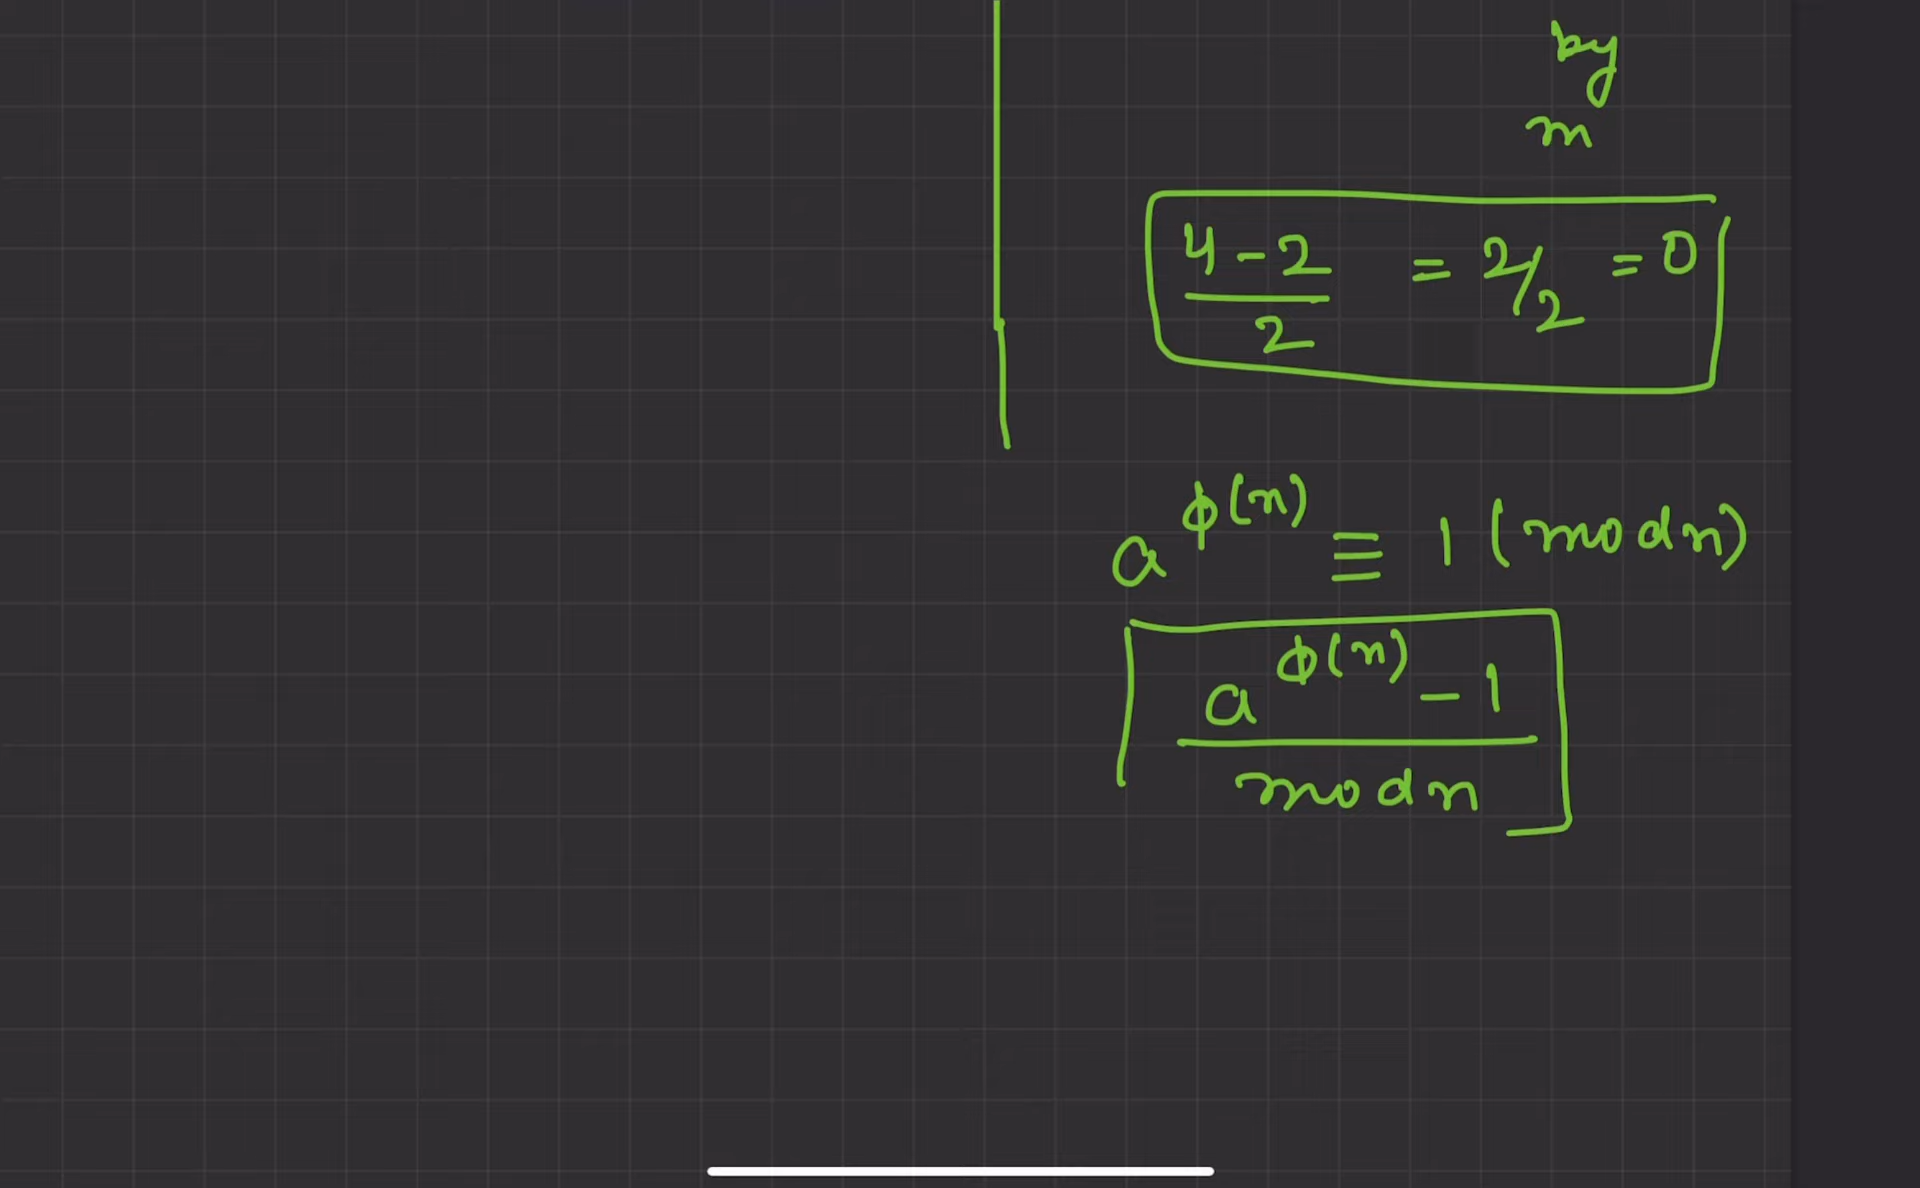 by
m
4-2 / 2 = 2/2 = 0
a^ϕ(n) ≡ 1 (mod n)
a^ϕ(n) - 1
mod n